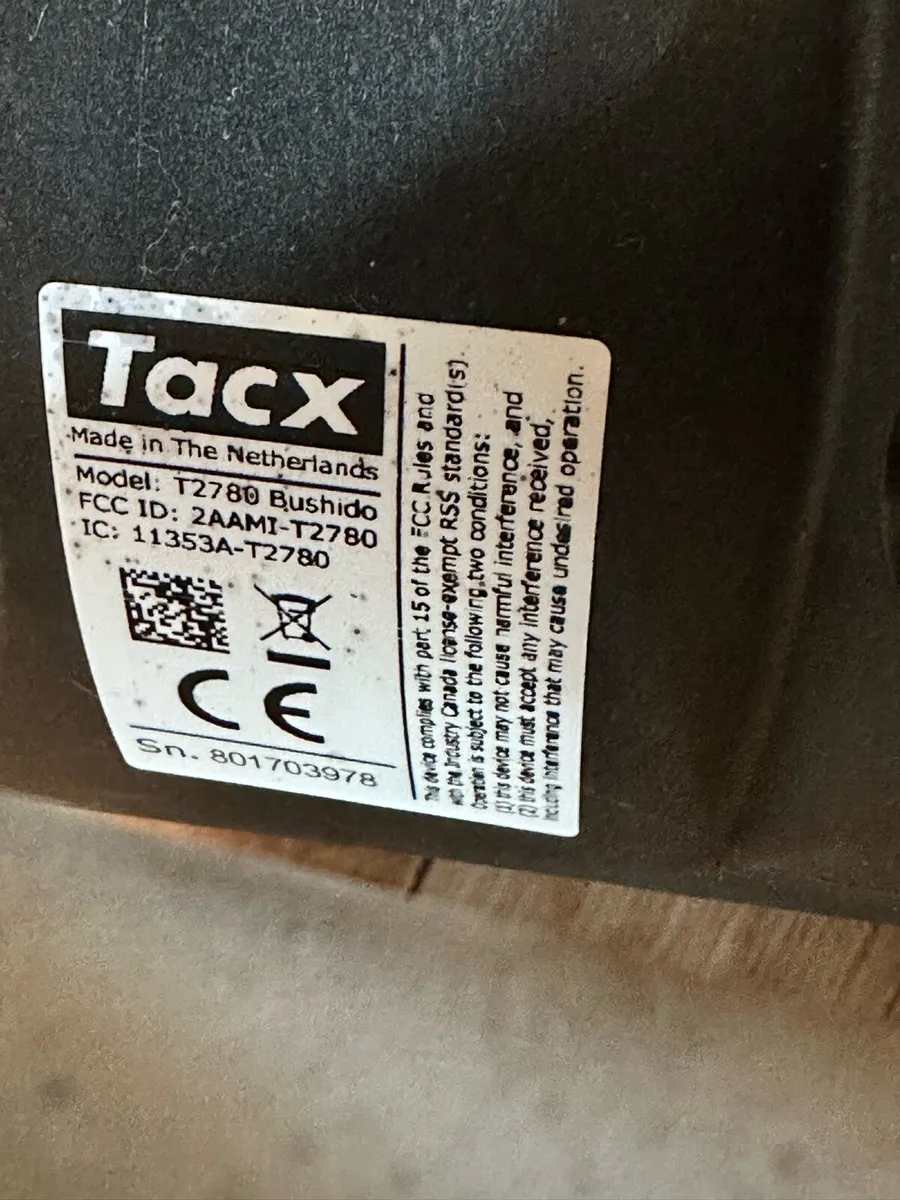 Tacx
Made in The Netherlands
Model: T2780 Bushido
FCC ID: 2AAMI-T2780
IC: 11353A-T2780
CE
Sn. 801703978
This device complies with part 15 of the FCC Rules and
with the Industry Canada license-exempt RSS standard(s).
Operation is subject to the following two conditions:
(1) this device may not cause harmful interference, and
(2) this device must accept any interference received,
including interference that may cause undesired operation.